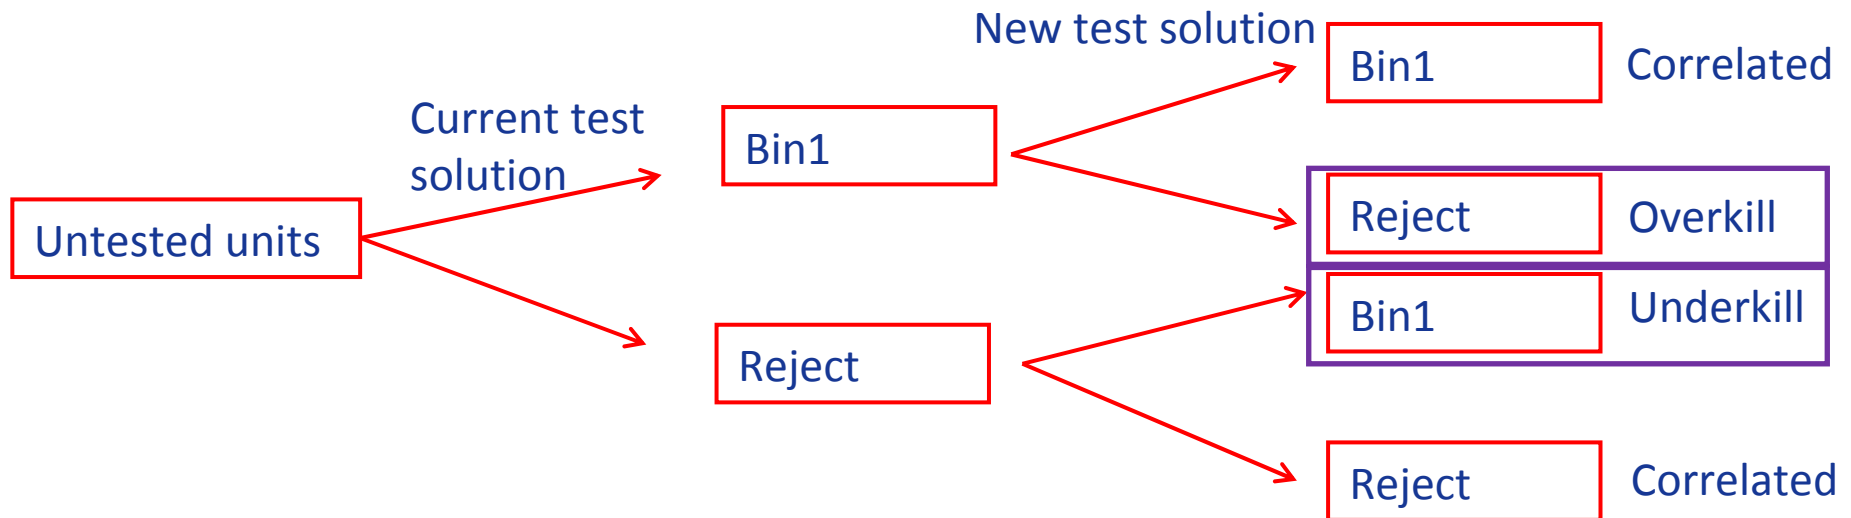 New test solution
Bin1
Correlated
Current test
solution
Bin1
Reject
Overkill
Untested units
Bin1
Underkill
Reject
Reject
Correlated